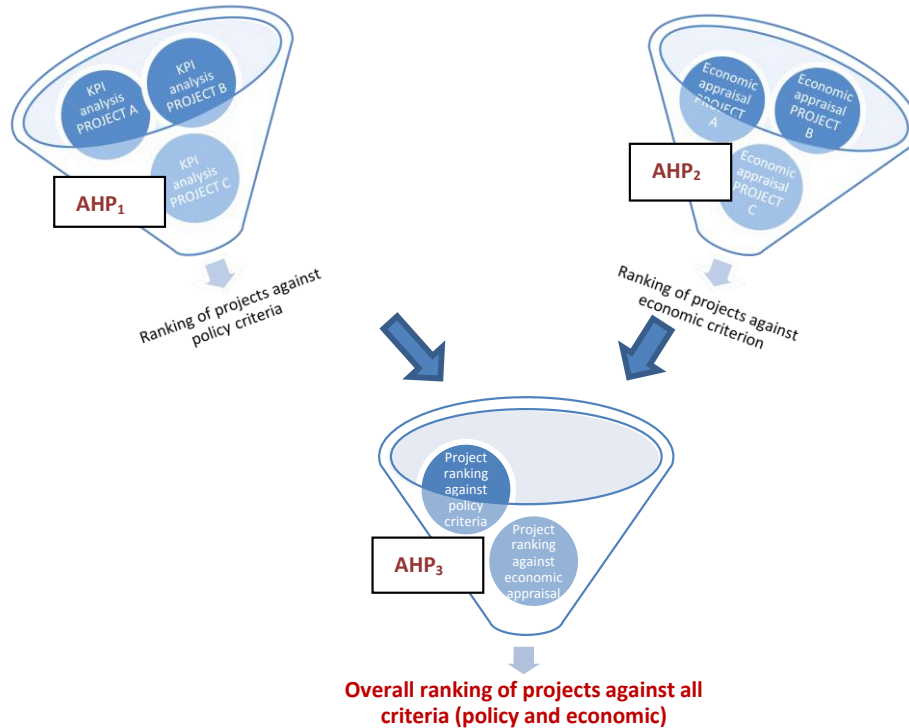 KPI
analysis
PROJECT A
KPI
analysis
PROJECT B
KPI
analysis
PROJECT C
AHP₁
Ranking of projects against
policy criteria
Economic
appraisal
PROJECT
A
Economic
appraisal
PROJECT
B
Economic
appraisal
PROJECT
C
AHP₂
Ranking of projects against
economic criterion
Project
ranking
against
policy
criteria
Project
ranking
against
economic
appraisal
AHP₃
Overall ranking of projects against all
criteria (policy and economic)